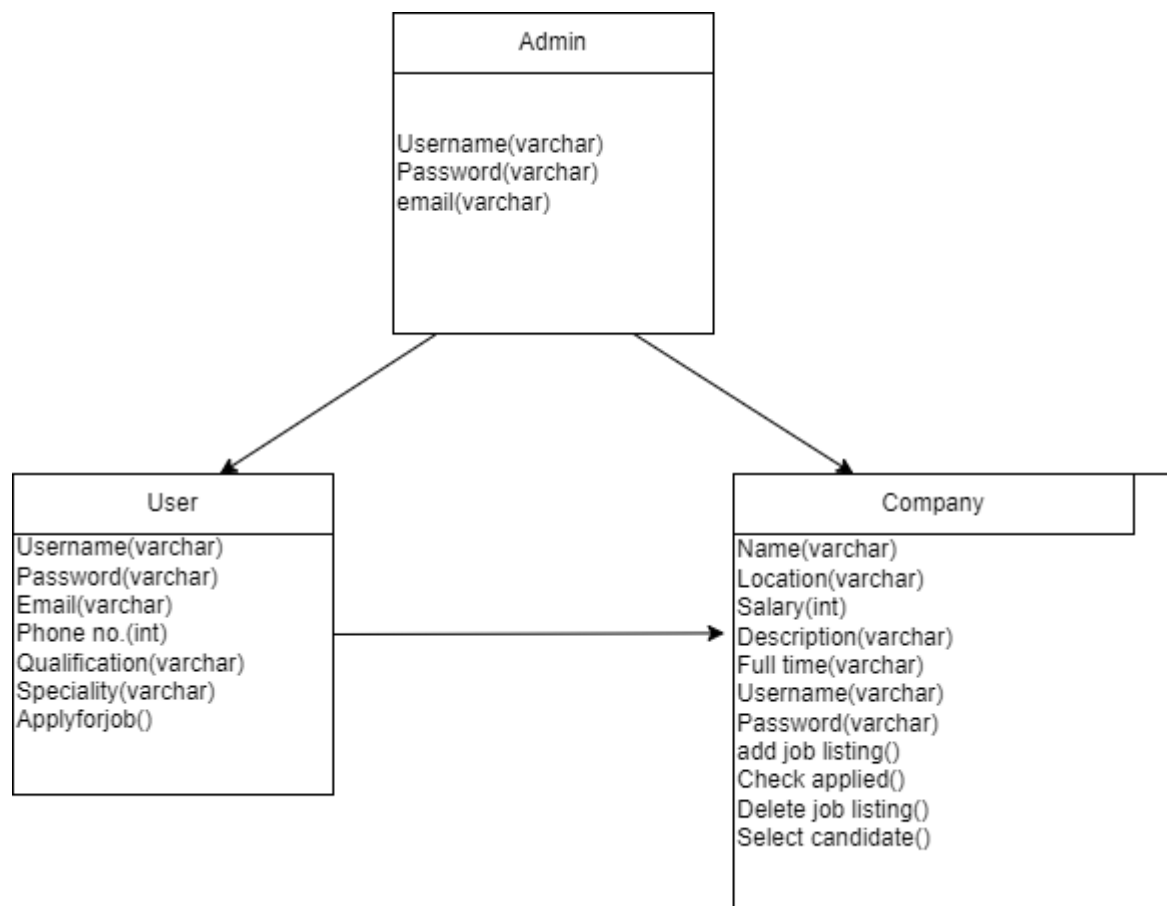 Admin
Username(varchar)
Password(varchar)
email(varchar)
User
Username(varchar)
Password(varchar)
Email(varchar)
Phone no.(int)
Qualification(varchar)
Speciality(varchar)
Applyforjob()
Company
Name(varchar)
Location(varchar)
Salary(int)
Description(varchar)
Full time(varchar)
Username(varchar)
Password(varchar)
add job listing()
Check applied()
Delete job listing()
Select candidate()